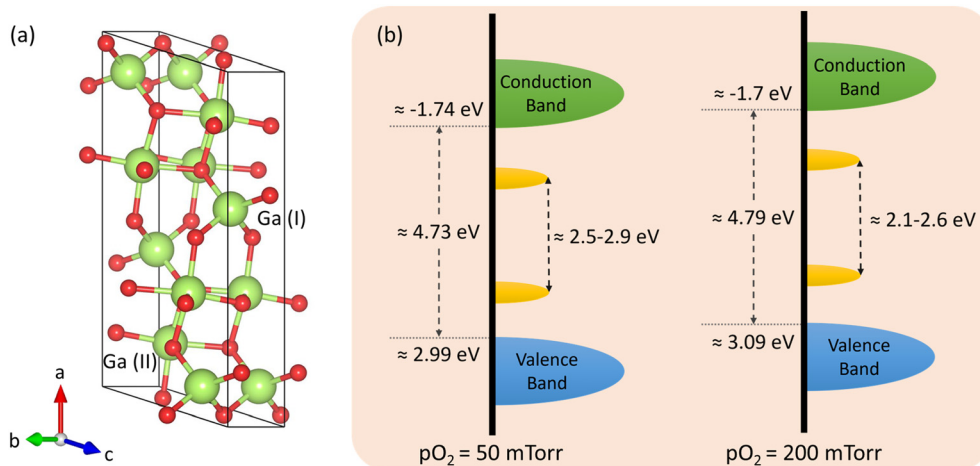 (a)
Ga (I)
Ga (II)
a
b
c
(b)
Conduction
Band
≈ -1.74 eV
≈ 4.73 eV
≈ 2.5-2.9 eV
≈ 2.99 eV
Valence
Band
pO₂ = 50 mTorr
Conduction
Band
≈ -1.7 eV
≈ 4.79 eV
≈ 2.1-2.6 eV
≈ 3.09 eV
Valence
Band
pO₂ = 200 mTorr